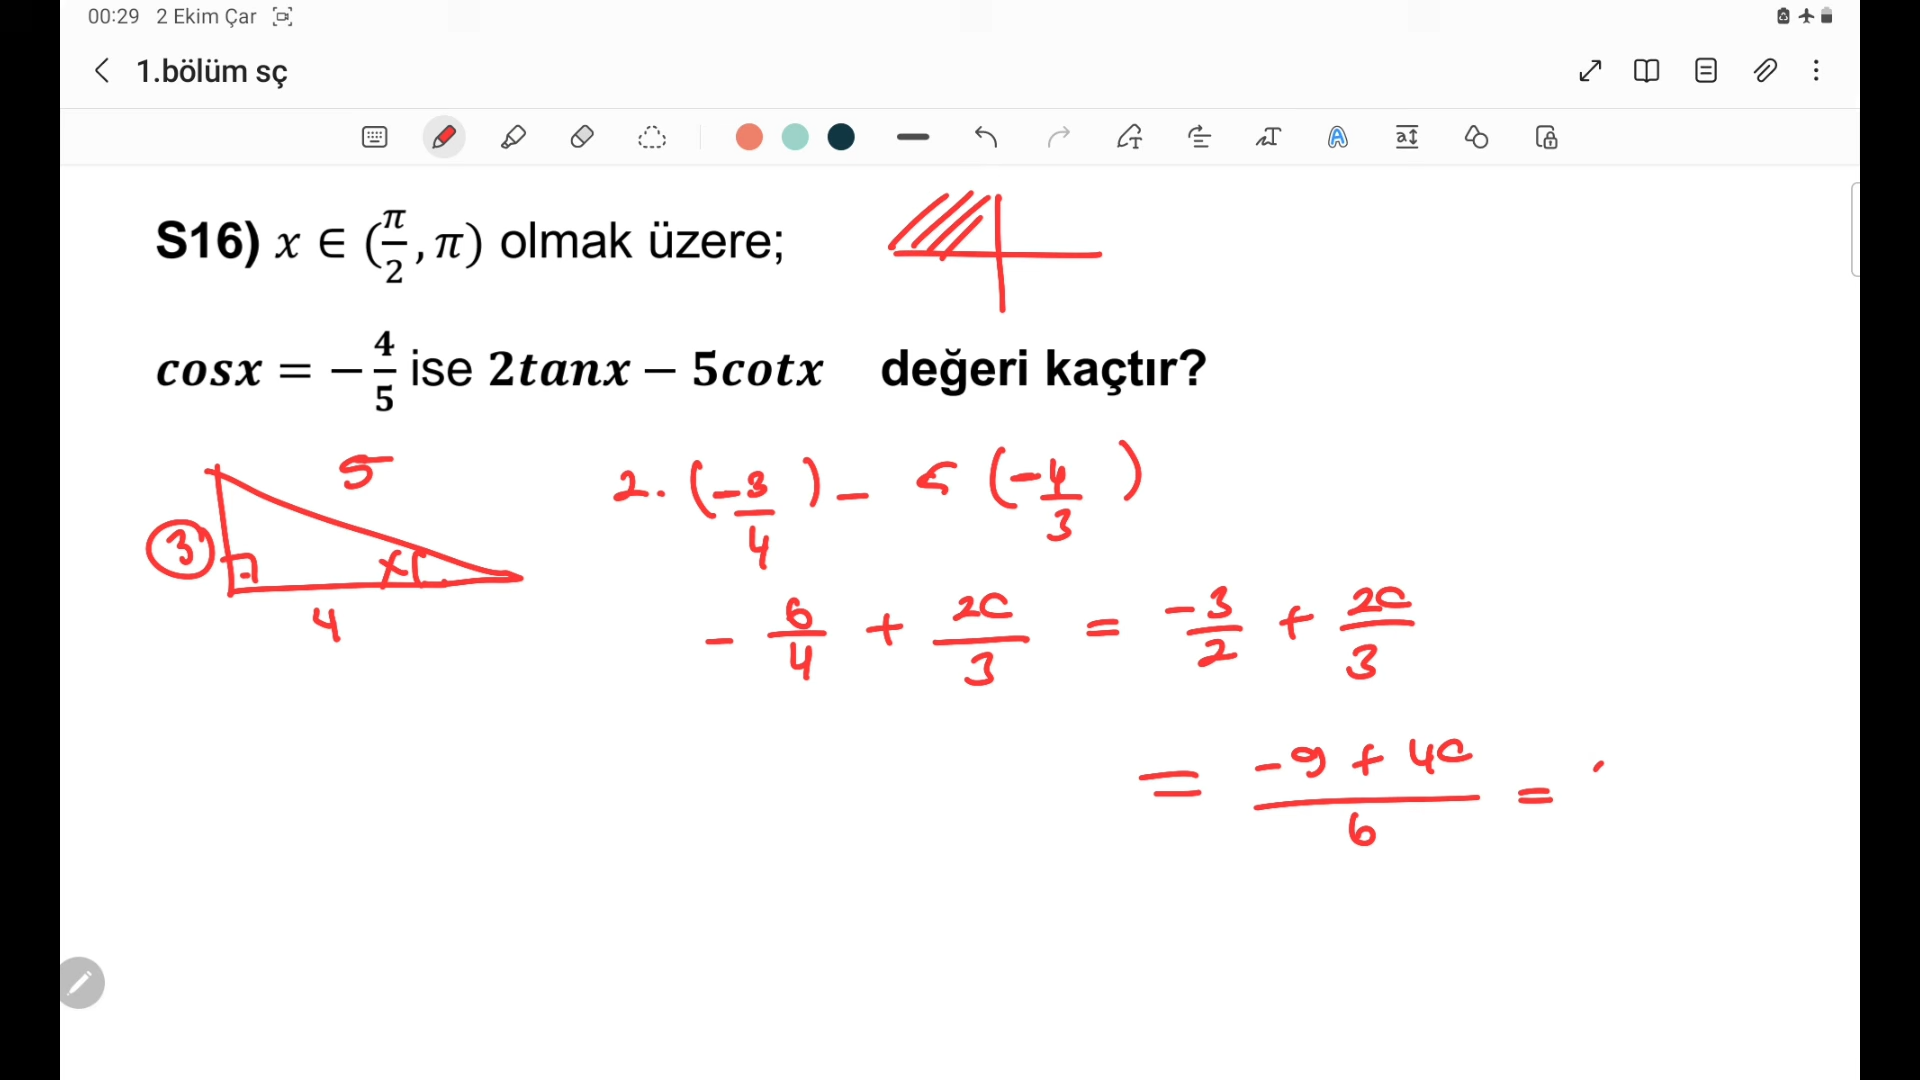 00:29 2 Ekim Çar
1.bölüm sç
S16) x ∈ (π/2, π) olmak üzere;
cosx = −4/5 ise 2tanx − 5cotx değeri kaçtır?
5
3
x
4
2. (−3/4) − 5 (−4/3)
− 6/4 + 20/3 = −3/2 + 20/3
= −9 + 40/6 =